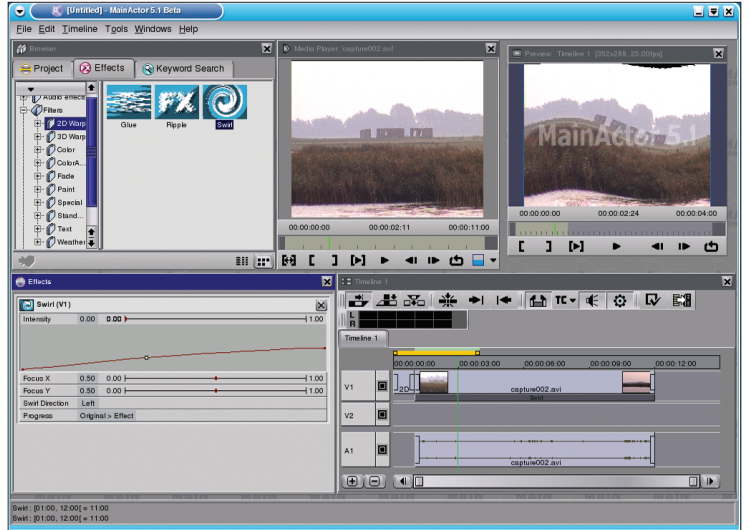 [Untitled] - MainActor 5.1 Beta
File Edit Timeline Tools Windows Help
Browser
Project Effects Keyword Search
Audio effects
Filters
2D Warp
3D Warp
Color
ColorA...
Fade
Paint
Special
Stand...
Text
Weather
Glue Ripple Swirl
Media Player 'capture002.avi'
00:00:00:00 00:00:02:11 00:00:11:00
Preview: Timeline 1 [352x288, 25.00fps]
MainActor 5.1
00:00:00:00 00:00:02:24 00:00:04:00
Effects
Swirl (V1)
Intensity 0.00 0.00 1.00
Focus X 0.50 0.00 1.00
Focus Y 0.50 0.00 1.00
Swirl Direction Left
Progress Original > Effect
Timeline 1
TC
L
R
Timeline 1
00:00:00:00 00:00:03:00 00:00:06:00 00:00:09:00 00:00:12:00
V1 2D capture002.avi
Swirl
V2
A1
capture002.avi
Swirl : [01:00, 12:00[ = 11:00
Swirl : [01:00, 12:00[ = 11:00